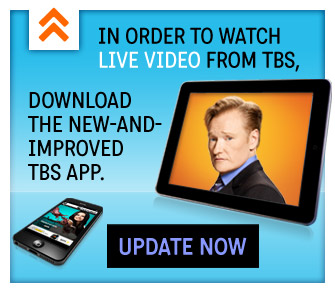 IN ORDER TO WATCH
LIVE VIDEO FROM TBS,
DOWNLOAD
THE NEW-AND-
IMPROVED
TBS APP.
UPDATE NOW